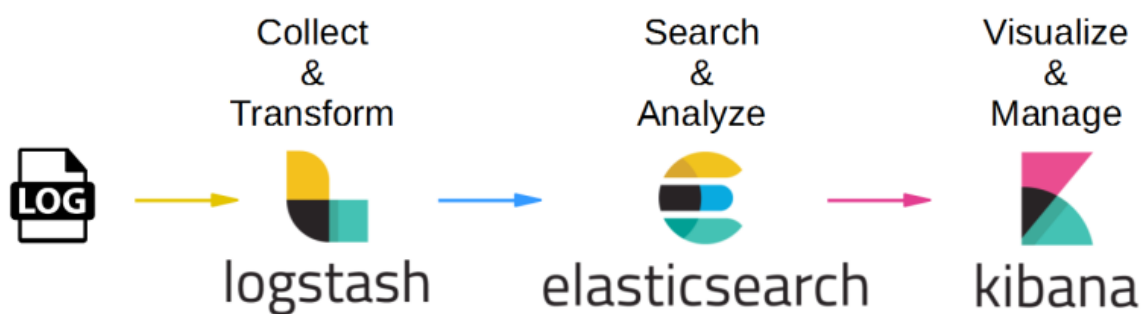 Collect
&
Transform
Search
&
Analyze
Visualize
&
Manage
LOG
logstash
elasticsearch
kibana